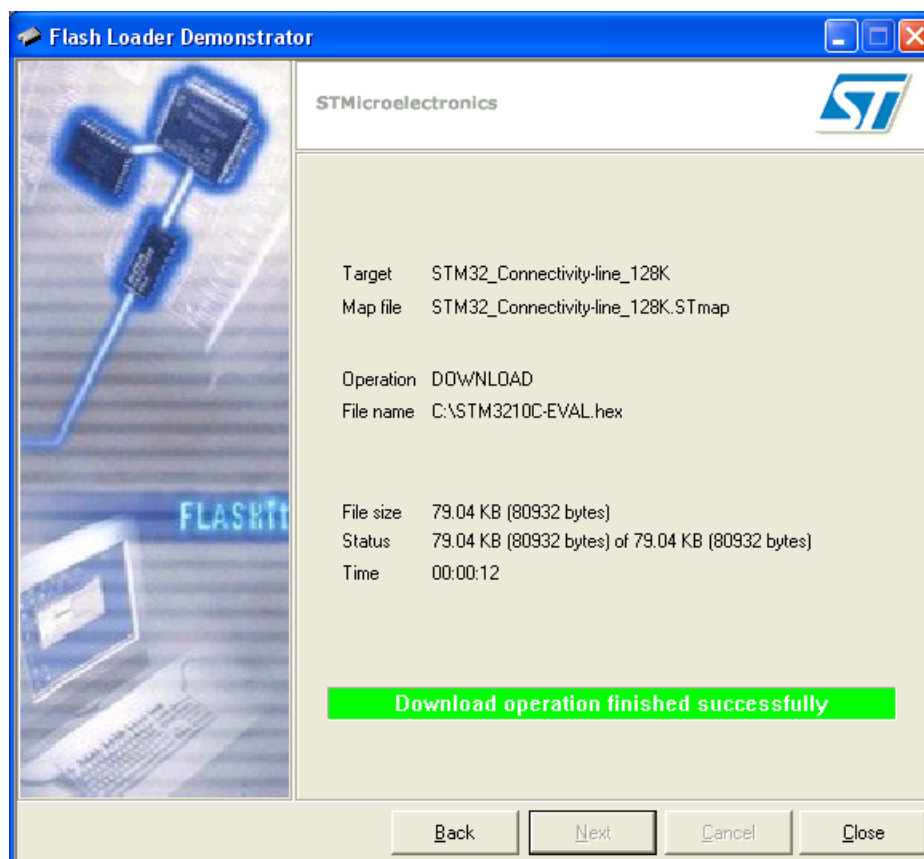 Flash Loader Demonstrator
STMicroelectronics
ST
Target STM32_Connectivity-line_128K
Map file STM32_Connectivity-line_128K.STmap
Operation DOWNLOAD
File name C:\STM3210C-EVAL.hex
FLASHit
File size 79.04 KB (80932 bytes)
Status 79.04 KB (80932 bytes) of 79.04 KB (80932 bytes)
Time 00:00:12
Download operation finished successfully
Back Next Cancel Close